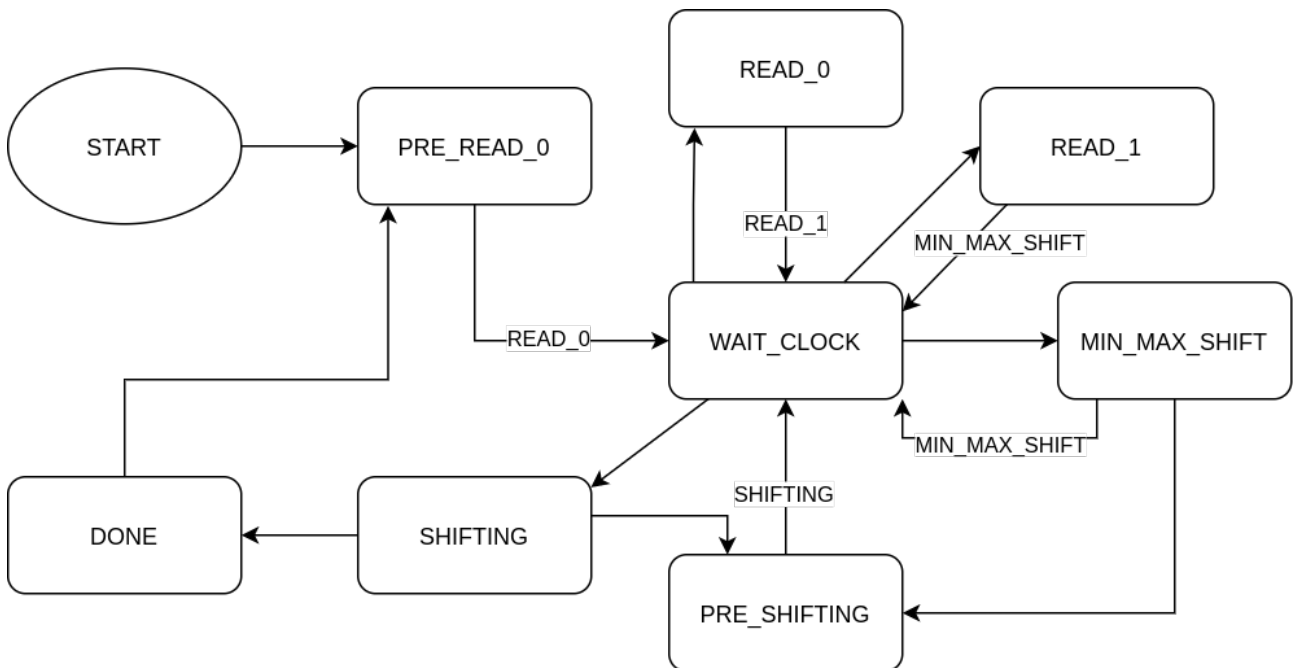 READ_0
START
PRE_READ_0
READ_1
READ_1
MIN_MAX_SHIFT
READ_0
WAIT_CLOCK
MIN_MAX_SHIFT
MIN_MAX_SHIFT
SHIFTING
DONE
SHIFTING
PRE_SHIFTING